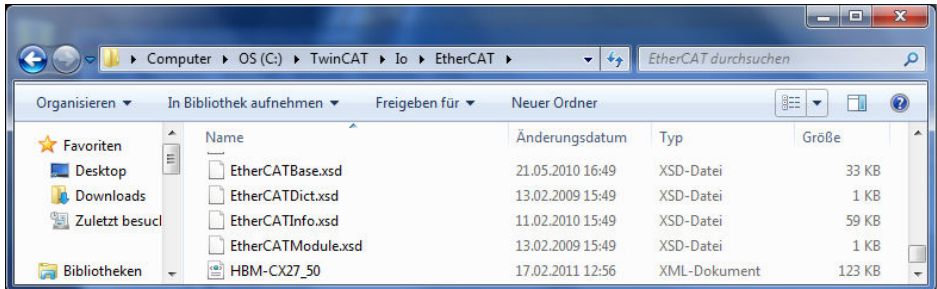 Computer OS (C:) TwinCAT Io EtherCAT EtherCAT durchsuchen
Organisieren In Bibliothek aufnehmen Freigeben für Neuer Ordner
Favoriten
Desktop
Downloads
Zuletzt besucl
Bibliotheken
Name Änderungsdatum Typ Größe
EtherCATBase.xsd 21.05.2010 16:49 XSD-Datei 33 KB
EtherCATDict.xsd 13.02.2009 15:49 XSD-Datei 1 KB
EtherCATInfo.xsd 11.02.2010 15:49 XSD-Datei 59 KB
EtherCATModule.xsd 13.02.2009 15:49 XSD-Datei 1 KB
HBM-CX27_50 17.02.2011 12:56 XML-Dokument 123 KB